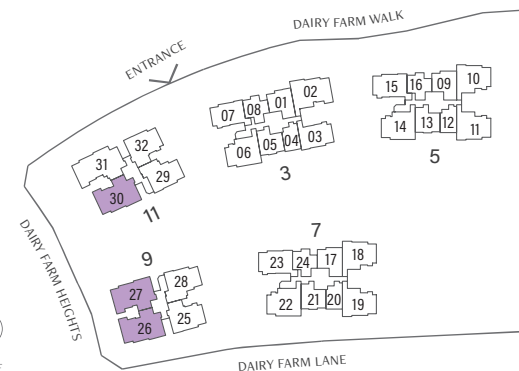 DAIRY FARM WALK
ENTRANCE
07 08 01 02
06 05 04 03
3
15 16 09 10
14 13 12 11
5
31 32
30 29
11
9
27 28
26 25
7
23 24 17 18
22 21 20 19
DAIRY FARM HEIGHTS
DAIRY FARM LANE